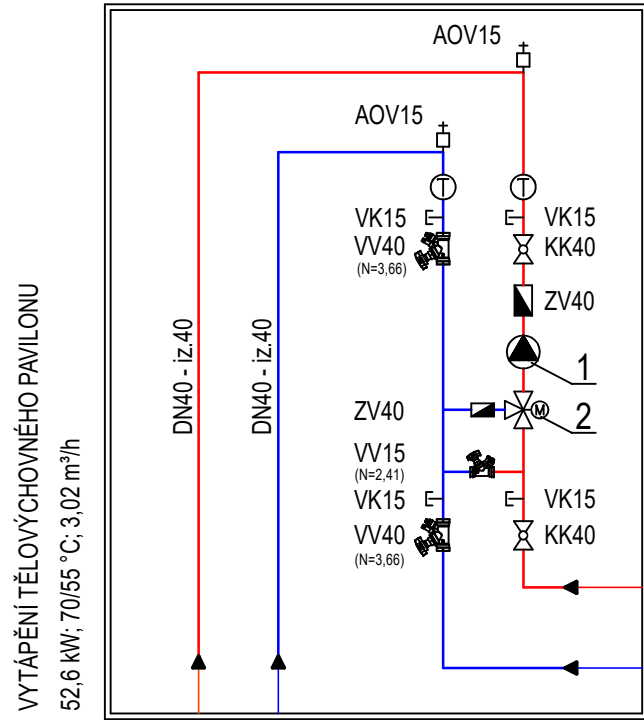 AOV15
AOV15
T
T
VK15
VK15
VV40
(N=3,66)
KK40
ZV40
1
ZV40
M
2
VV15
(N=2,41)
VK15
VK15
VV40
(N=3,66)
KK40
DN40 - iz.40
DN40 - iz.40
VYTÁPĚNÍ TĚLOVÝCHOVNÉHO PAVILONU
52,6 kW; 70/55 °C; 3,02 m³/h